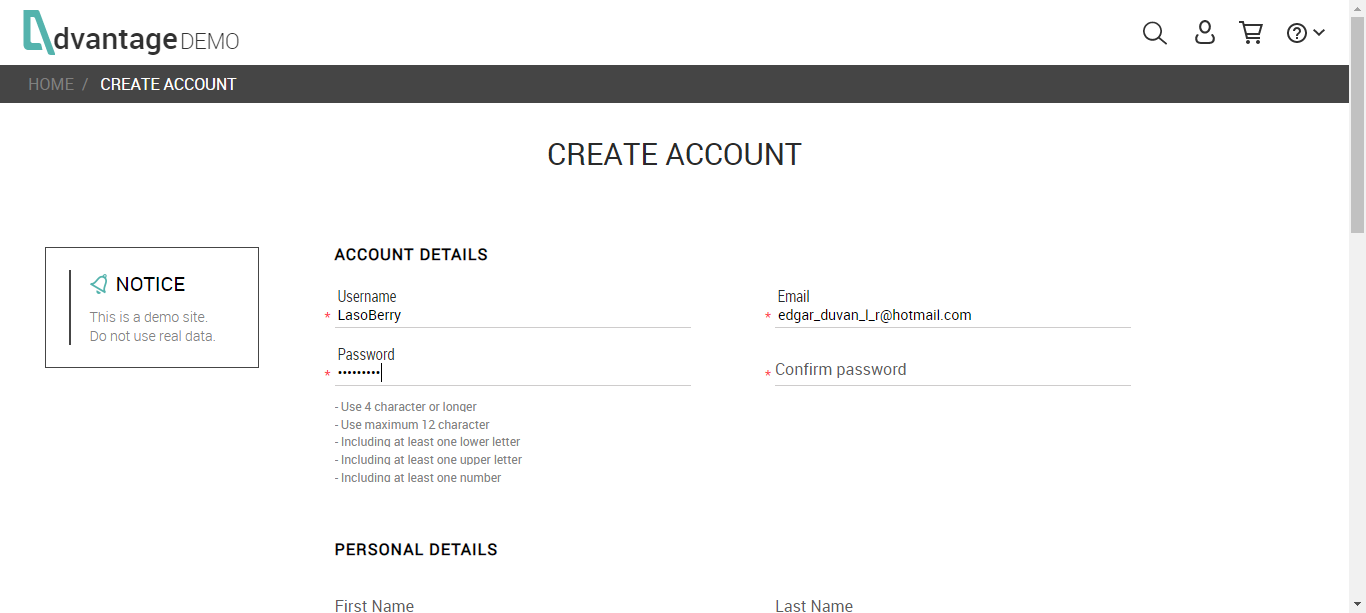 dvantage DEMO
HOME / CREATE ACCOUNT
CREATE ACCOUNT
NOTICE
This is a demo site.
Do not use real data.
ACCOUNT DETAILS
Username
* LasoBerry
Email
* edgar_duvan_l_r@hotmail.com
Password
* •••••••••
* Confirm password
- Use 4 character or longer
- Use maximum 12 character
- Including at least one lower letter
- Including at least one upper letter
- Including at least one number
PERSONAL DETAILS
First Name
Last Name